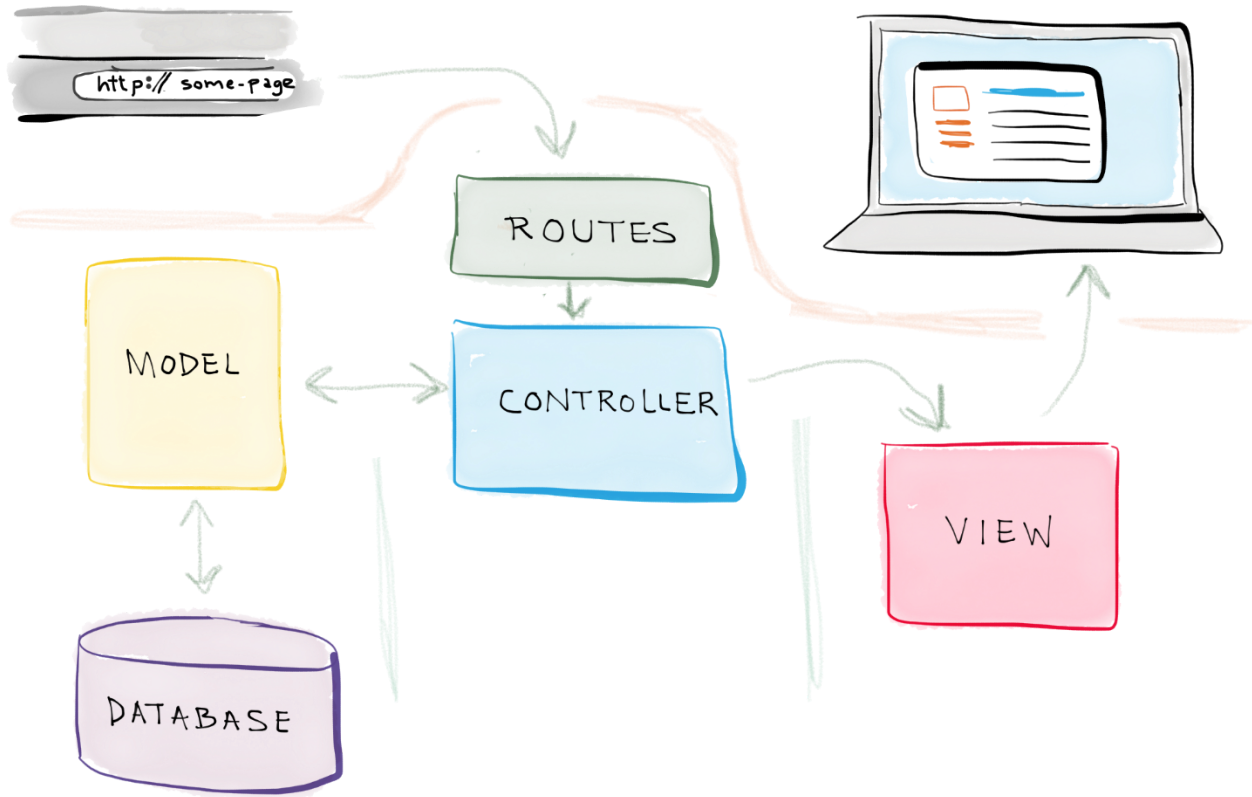 http:// some-page
ROUTES
MODEL
CONTROLLER
VIEW
DATABASE